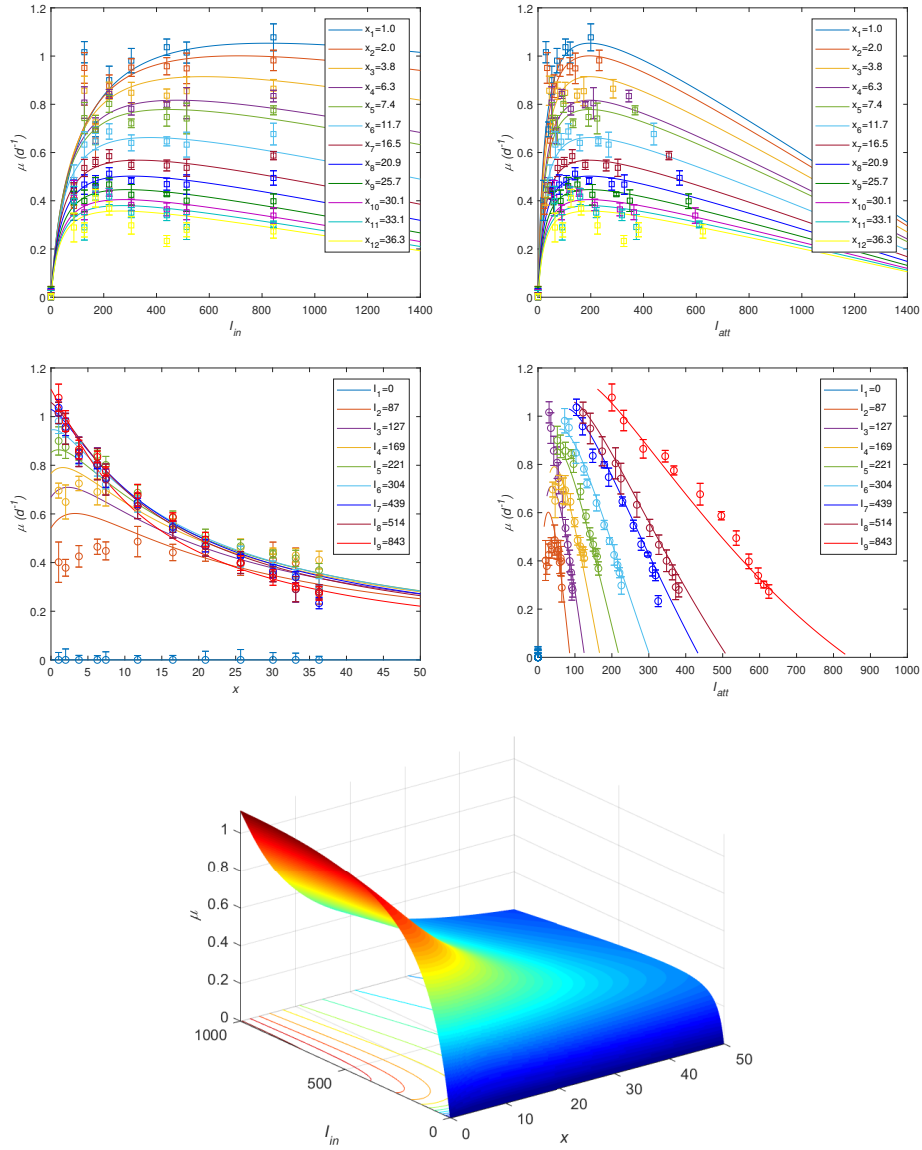 1.2
1
0.8
0.6
0.4
0.2
0
μ (d⁻¹)
0 200 400 600 800 1000 1200 1400
I_in
x₁=1.0
x₂=2.0
x₃=3.8
x₄=6.3
x₅=7.4
x₆=11.7
x₇=16.5
x₈=20.9
x₉=25.7
x₁₀=30.1
x₁₁=33.1
x₁₂=36.3
1.2
1
0.8
0.6
0.4
0.2
0
μ (d⁻¹)
0 200 400 600 800 1000 1200 1400
I_att
x₁=1.0
x₂=2.0
x₃=3.8
x₄=6.3
x₅=7.4
x₆=11.7
x₇=16.5
x₈=20.9
x₉=25.7
x₁₀=30.1
x₁₁=33.1
x₁₂=36.3
1.2
1
0.8
0.6
0.4
0.2
0
μ (d⁻¹)
0 5 10 15 20 25 30 35 40 45 50
x
I₁=0
I₂=87
I₃=127
I₄=169
I₅=221
I₆=304
I₇=439
I₈=514
I₉=843
1.2
1
0.8
0.6
0.4
0.2
0
μ (d⁻¹)
0 100 200 300 400 500 600 700 800 900 1000
I_att
I₁=0
I₂=87
I₃=127
I₄=169
I₅=221
I₆=304
I₇=439
I₈=514
I₉=843
1
0.8
0.6
0.4
0.2
0
μ
1000
500
0
I_in
0
10
20
30
40
50
x